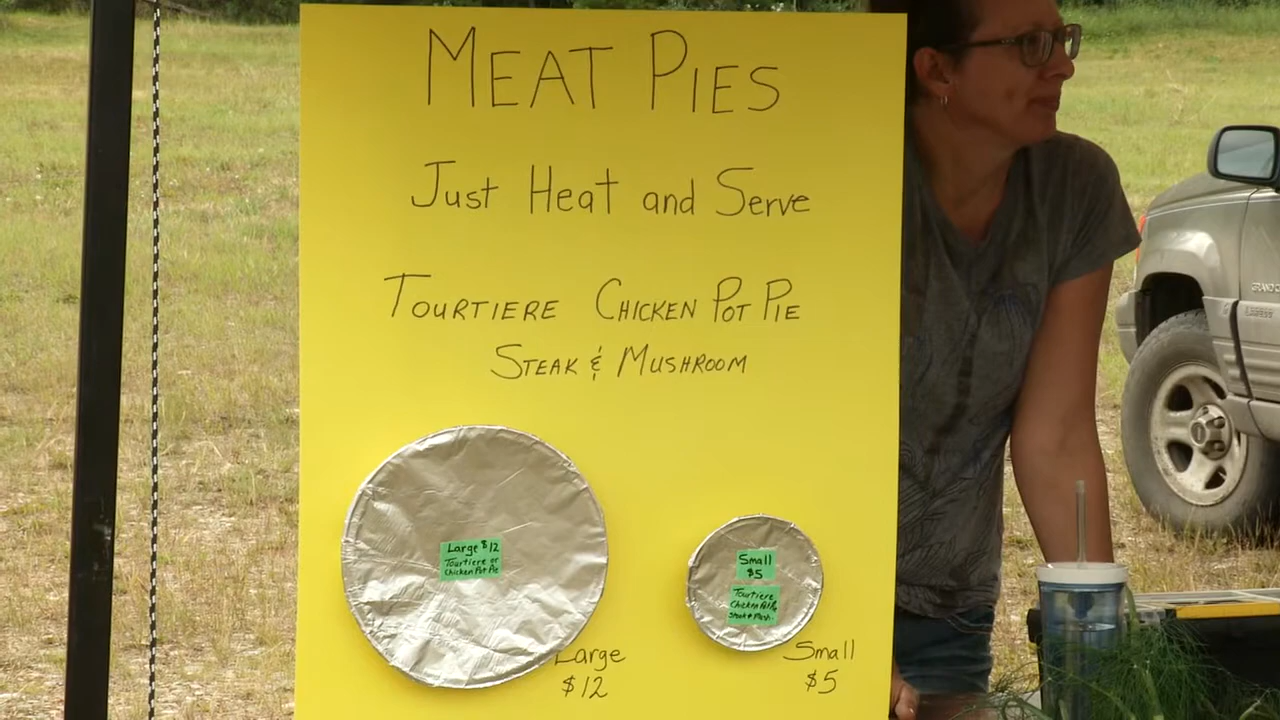 MEAT PIES
Just Heat and Serve
TOURTIERE CHICKEN POT PIE
STEAK & MUSHROOM
Large $12
Tourtiere or
Chicken Pot Pie
Small
$5
Tourtiere
Chicken Pot Pie
Steak & Mush.
Large
$12
Small
$5
GRAND